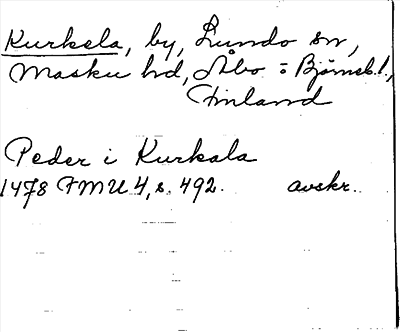 Kurkela, by, Lundo sn,
Masku hd, Åbo = Björneb. l.,
Finland
Peder i Kurkala
1478 FMU 4, s. 492. avskr.